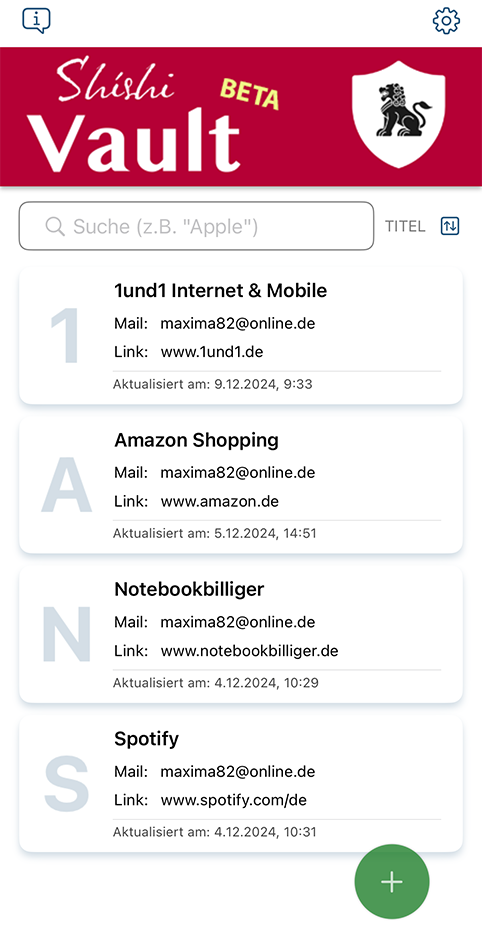 Shishi
BETA
Vault
Suche (z.B. "Apple")
TITEL
1
1und1 Internet & Mobile
Mail: maxima82@online.de
Link: www.1und1.de
Aktualisiert am: 9.12.2024, 9:33
A
Amazon Shopping
Mail: maxima82@online.de
Link: www.amazon.de
Aktualisiert am: 5.12.2024, 14:51
N
Notebookbilliger
Mail: maxima82@online.de
Link: www.notebookbilliger.de
Aktualisiert am: 4.12.2024, 10:29
S
Spotify
Mail: maxima82@online.de
Link: www.spotify.com/de
Aktualisiert am: 4.12.2024, 10:31